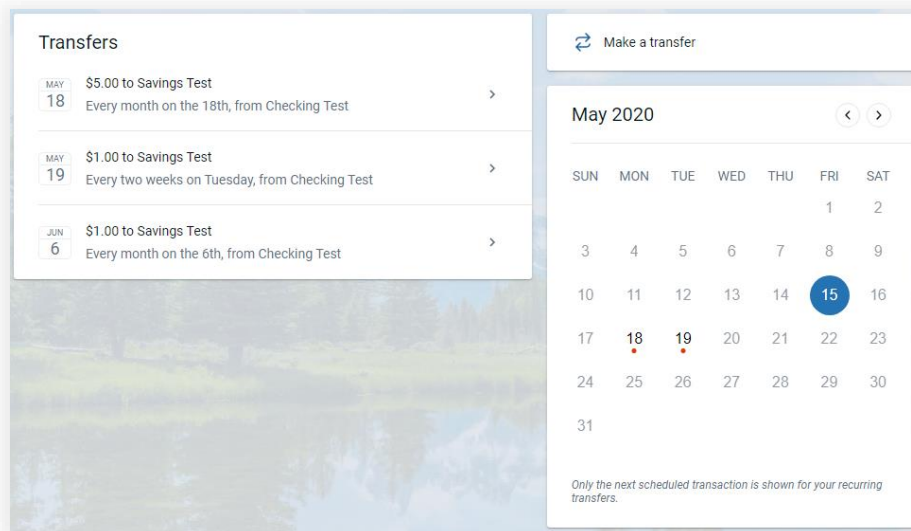 Transfers
MAY
18
$5.00 to Savings Test
Every month on the 18th, from Checking Test
MAY
19
$1.00 to Savings Test
Every two weeks on Tuesday, from Checking Test
JUN
6
$1.00 to Savings Test
Every month on the 6th, from Checking Test
Make a transfer
May 2020
SUN MON TUE WED THU FRI SAT
1 2
3 4 5 6 7 8 9
10 11 12 13 14 15 16
17 18 19 20 21 22 23
24 25 26 27 28 29 30
31
Only the next scheduled transaction is shown for your recurring
transfers.